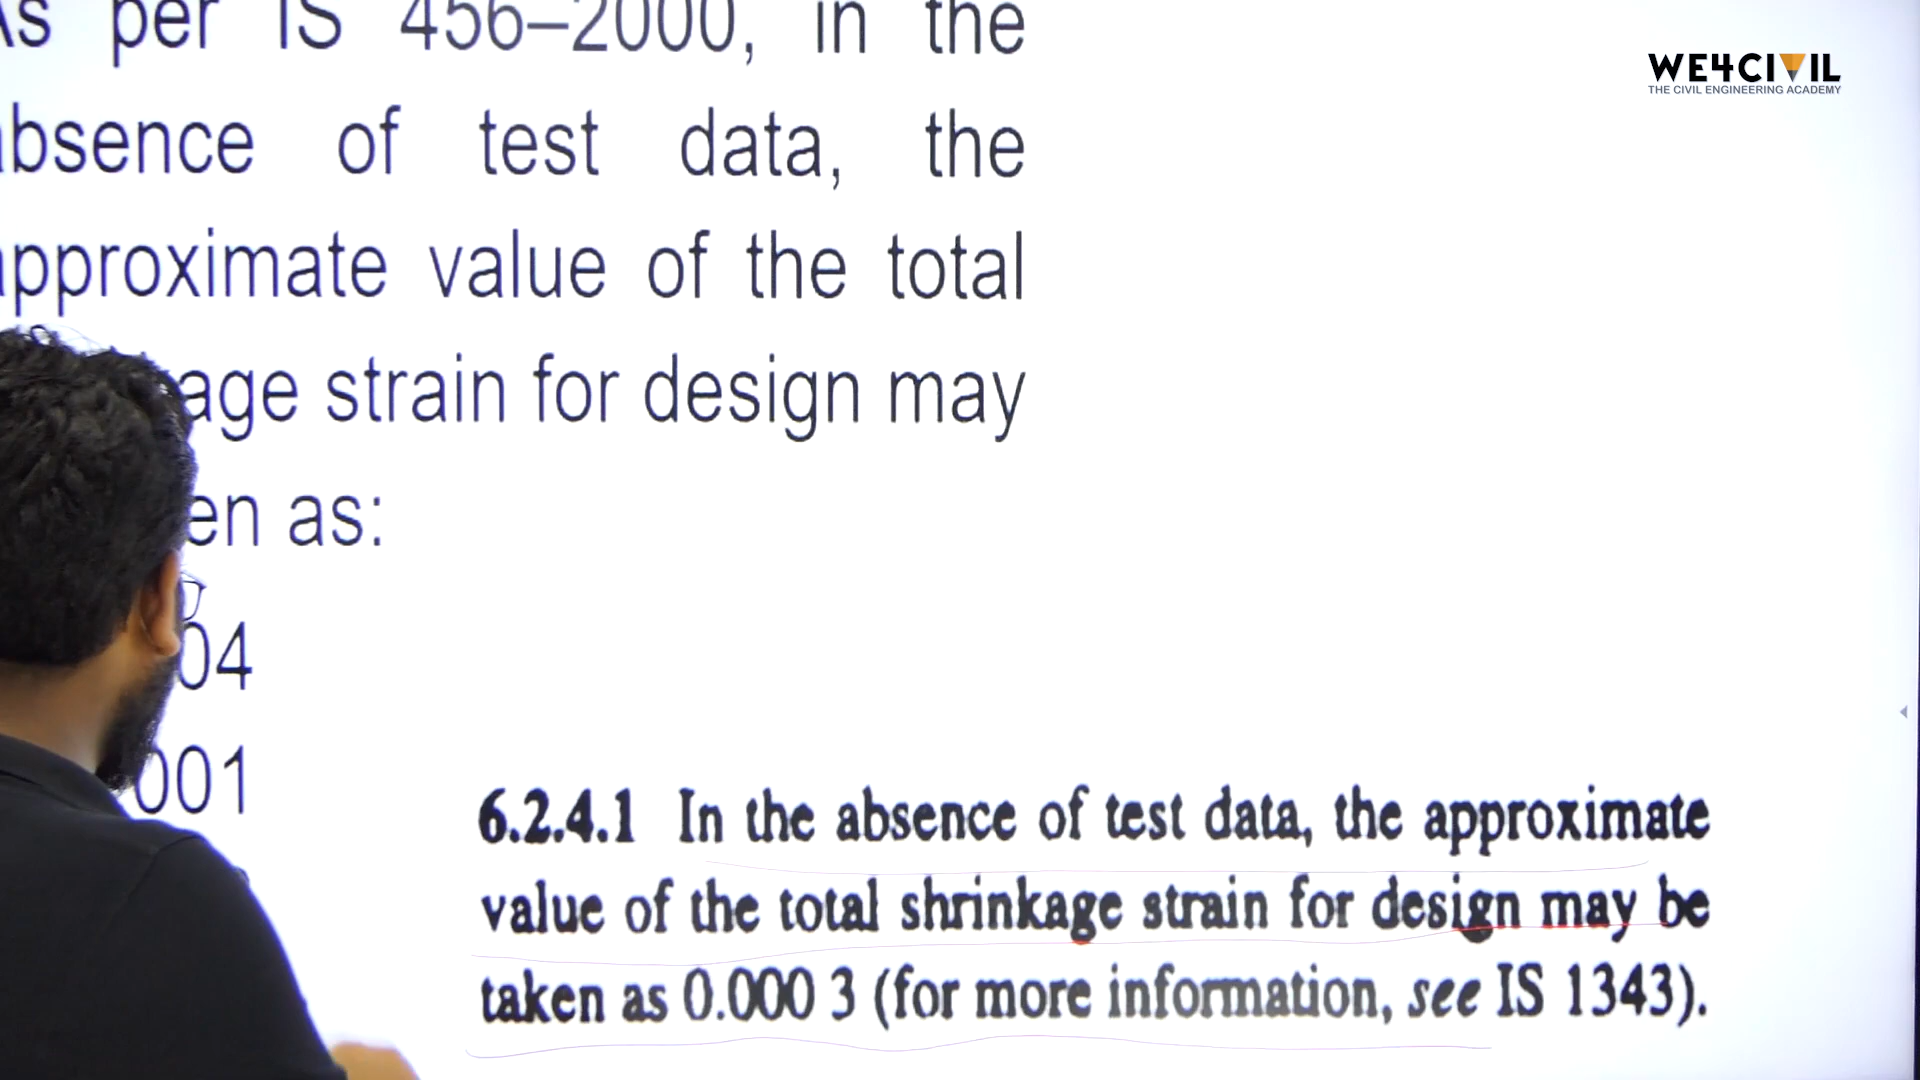 As per IS 456–2000, in the
absence of test data, the
approximate value of the total
age strain for design may
en as:
04
001
WE4CIVIL
THE CIVIL ENGINEERING ACADEMY
6.2.4.1 In the absence of test data, the approximate
value of the total shrinkage strain for design may be
taken as 0.000 3 (for more information, see IS 1343).